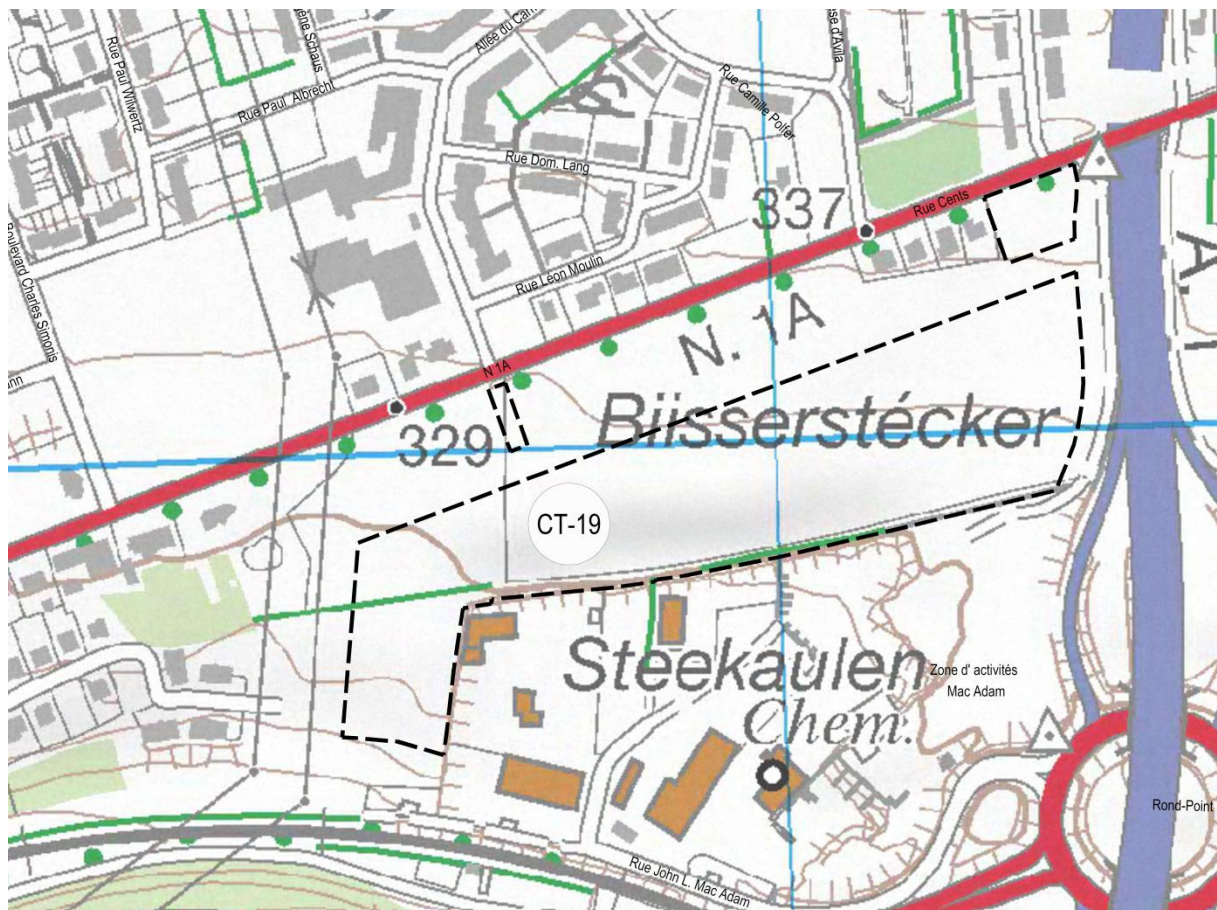 Rue Paul Wilwertz
Rue Paul Albrecht
Allée du
Rue Camille Polfer
Rue Dom. Lang
Boulevard Charles Simonis
Rue Léon Moulin
337
Rue Cents
N. 1A
N 1A
329
Biisserstécker
CT-19
Steekaulen
Chem.
Zone d' activités
Mac Adam
Rond-Point
Rue John L. Mac Adam